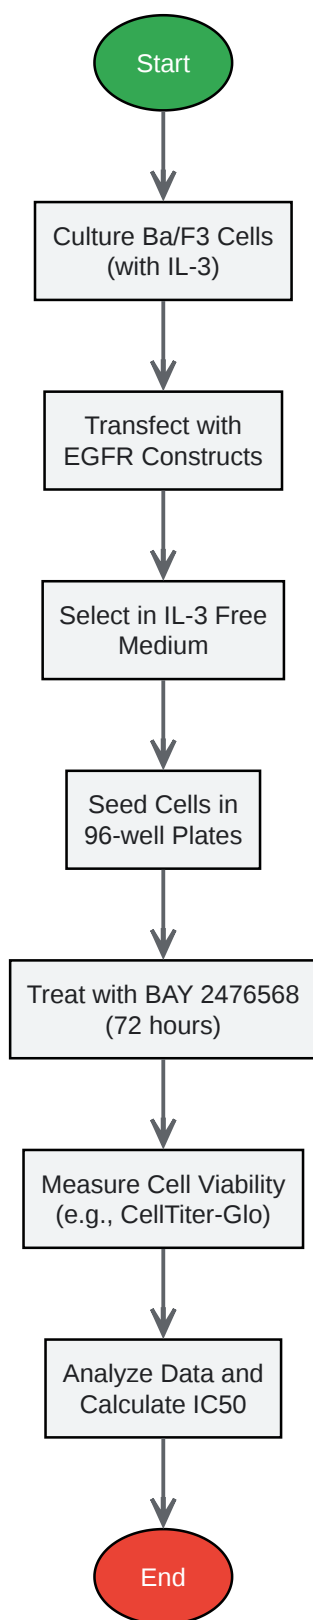 Start
Culture Ba/F3 Cells
(with IL-3)
Transfect with
EGFR Constructs
Select in IL-3 Free
Medium
Seed Cells in
96-well Plates
Treat with BAY 2476568
(72 hours)
Measure Cell Viability
(e.g., CellTiter-Glo)
Analyze Data and
Calculate IC50
End